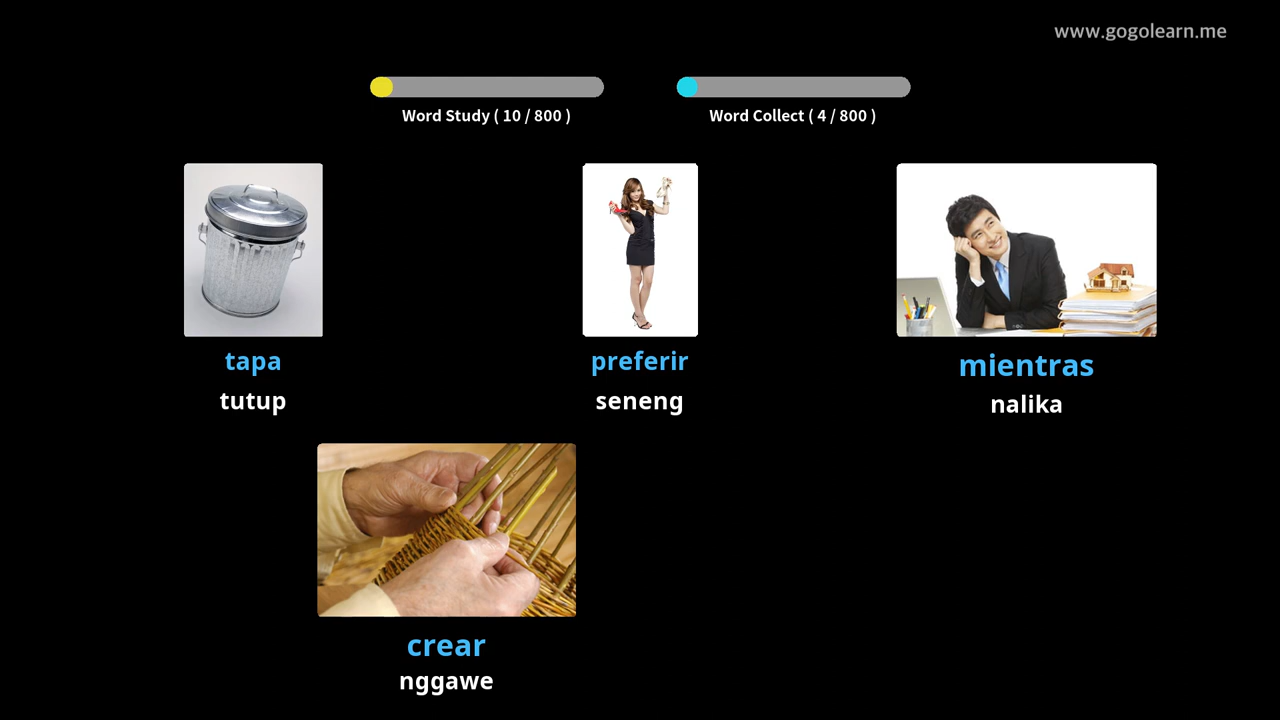 www.gogolearn.me
Word Study ( 10 / 800 )
Word Collect ( 4 / 800 )
tapa
tutup
preferir
seneng
mientras
nalika
crear
nggawe